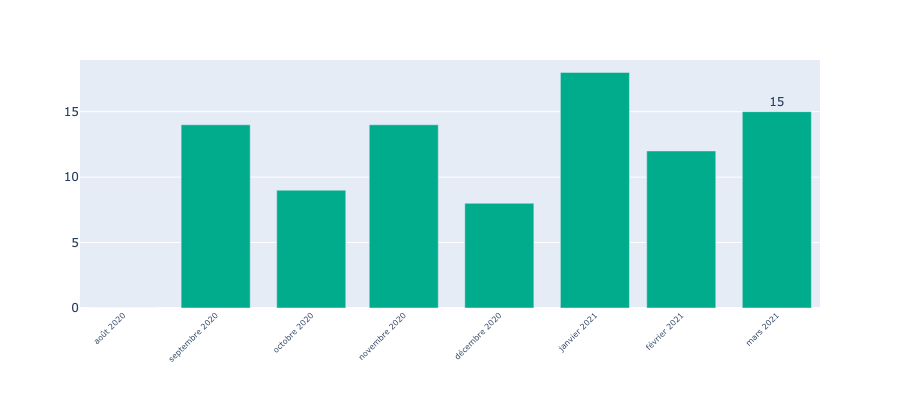 15
15
10
5
0
août 2020
septembre 2020
octobre 2020
novembre 2020
décembre 2020
janvier 2021
février 2021
mars 2021